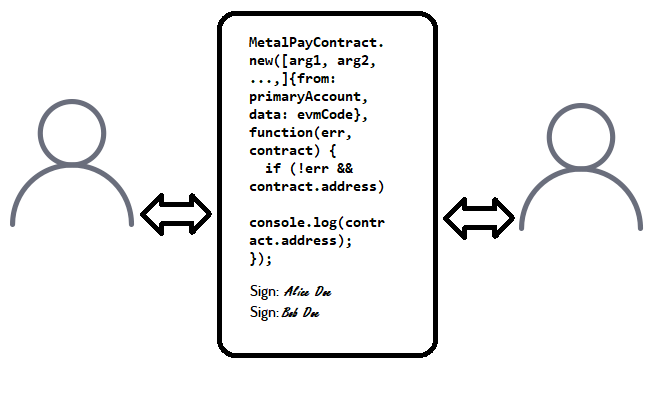 MetalPayContract.
new([arg1, arg2,
...,]{from:
primaryAccount,
data: evmCode},
function(err,
contract) {
if (!err &&
contract.address)
console.log(contr
act.address);
});
Sign: Alice Doe
Sign: Bob Doe